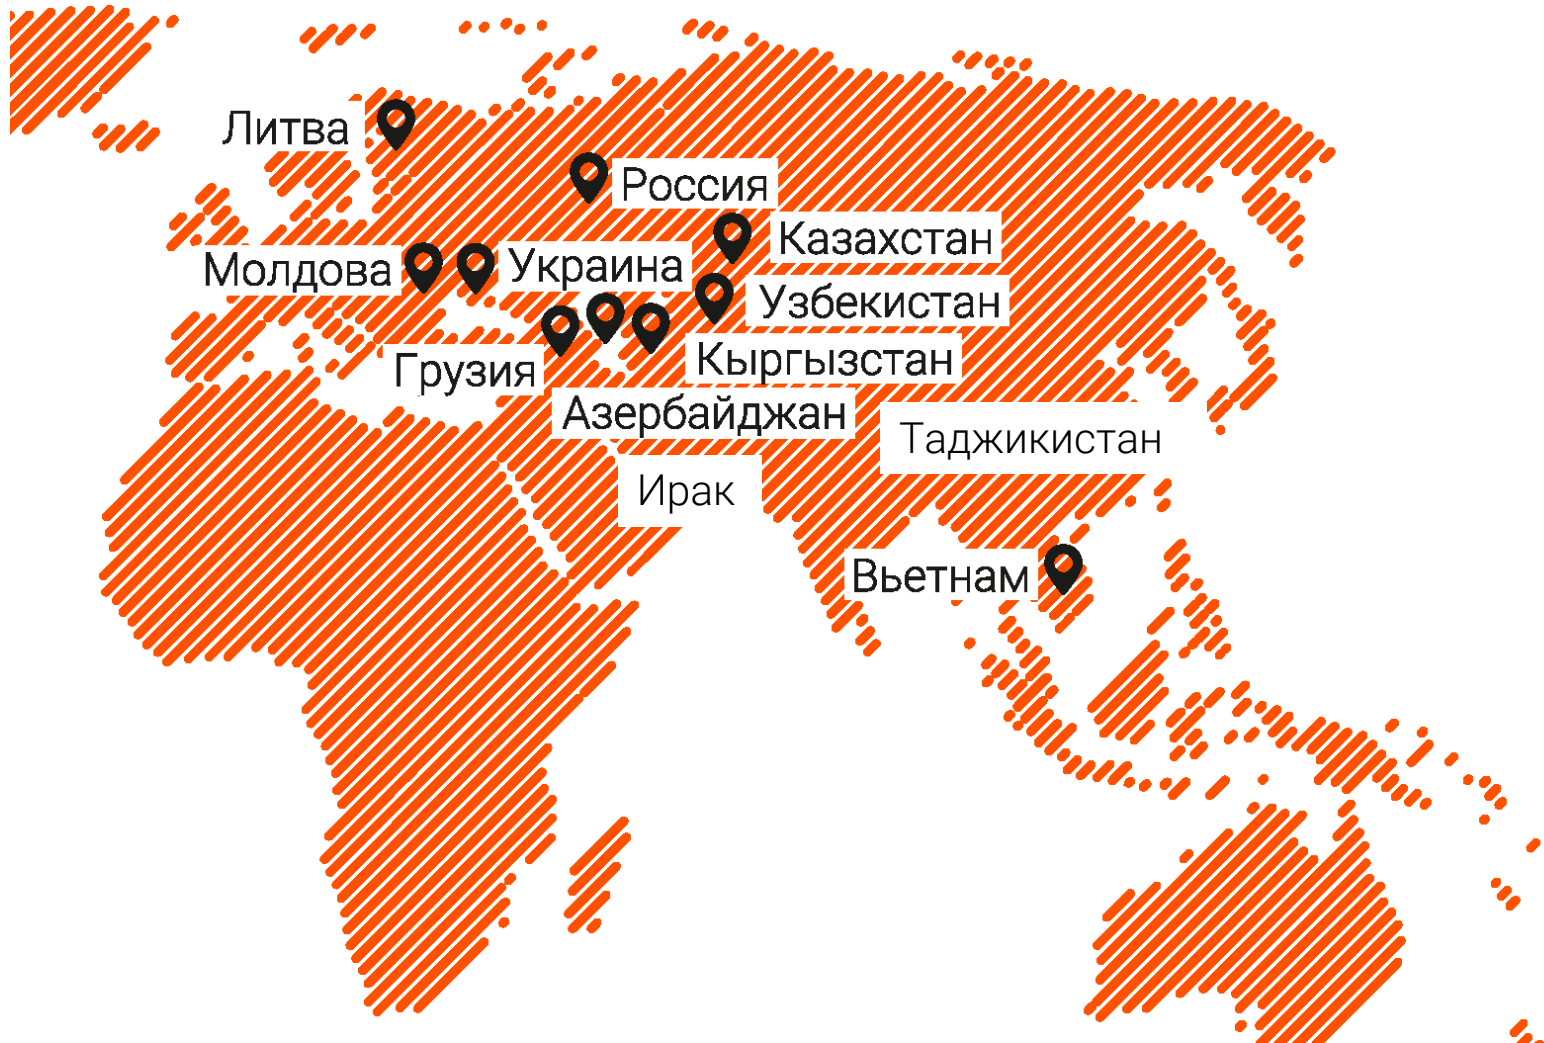 Литва
Россия
Казахстан
Молдова
Украина
Узбекистан
Грузия
Кыргызстан
Азербайджан
Таджикистан
Ирак
Вьетнам